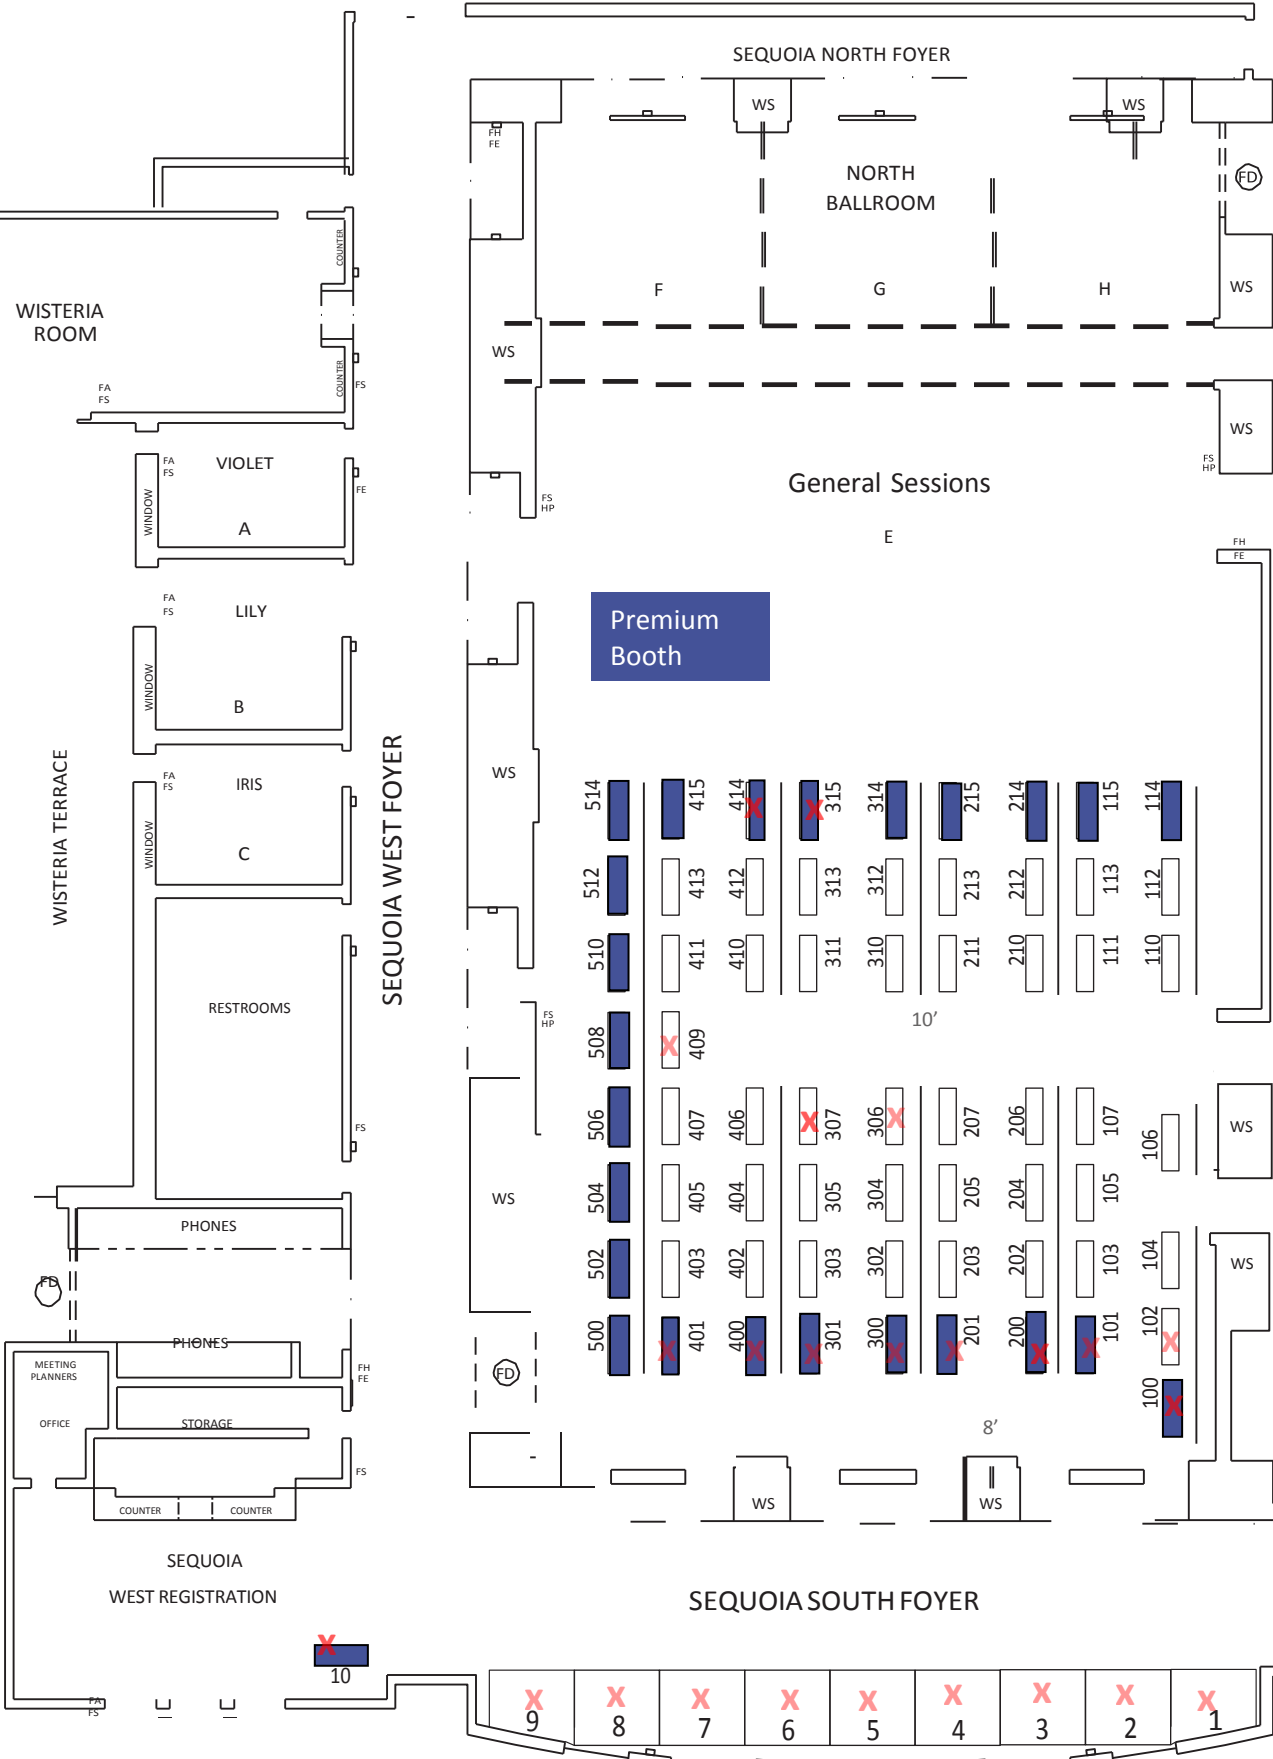 SEQUOIA NORTH FOYER
WS
WS
FH
FE
NORTH
BALLROOM
FD
COUNTER
F
G
H
WS
WISTERIA
ROOM
WS
COUNTER
FS
FA
FS
WS
VIOLET
FA
FS
FS
HP
General Sessions
WINDOW
FE
FS
HP
A
E
FH
FE
FA
FS
LILY
Premium
Booth
WINDOW
B
WISTERIA TERRACE
SEQUOIA WEST FOYER
WS
FA
FS
IRIS
WINDOW
C
514
415
414
X
315
X
314
215
214
115
114
512
413
412
313
312
213
212
113
112
510
411
410
311
310
211
210
111
110
RESTROOMS
FS
HP
10’
508
X
409
506
407
406
X
307
306
X
207
206
107
106
WS
FS
504
405
404
305
304
205
204
105
WS
PHONES
502
403
402
303
302
203
202
103
104
WS
FD
500
X
401
400
X
X
301
300
X
X
201
200
X
X
101
102
X
PHONES
MEETING
PLANNERS
FH
FE
FD
100
X
OFFICE
STORAGE
8’
-
FS
COUNTER
COUNTER
WS
WS
SEQUOIA
WEST REGISTRATION
SEQUOIA SOUTH FOYER
X
10
FA
FS
X
X
X
X
X
X
X
X
X
9
8
7
6
5
4
3
2
1